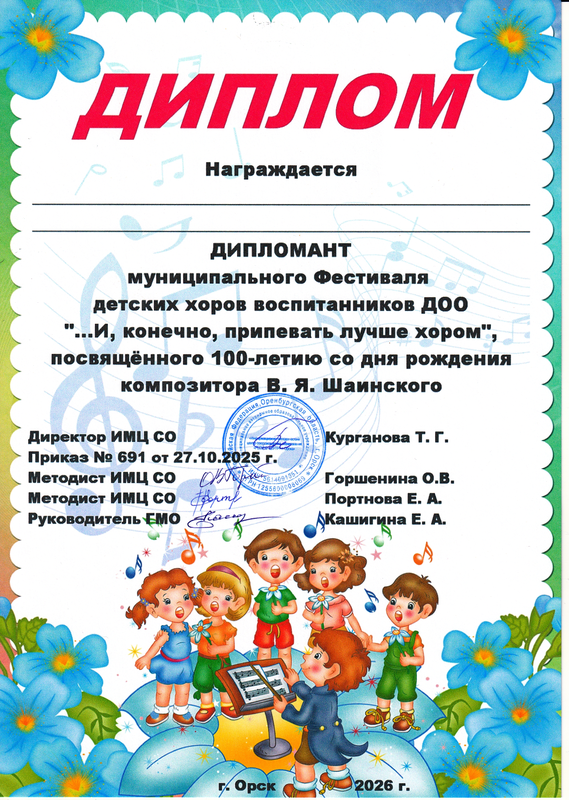 ДИПЛОМ
Награждается
ДИПЛОМАНТ
муниципального Фестиваля
детских хоров воспитанников ДОО
"...И, конечно, припевать лучше хором",
посвящённого 100-летию со дня рождения
композитора В. Я. Шаинского
Директор ИМЦ СО Курганова Т. Г.
Приказ № 691 от 27.10.2025 г.
Методист ИМЦ СО Горшенина О.В.
Методист ИМЦ СО Портнова Е. А.
Руководитель ГМО Кашигина Е. А.
г. Орск 2026 г.